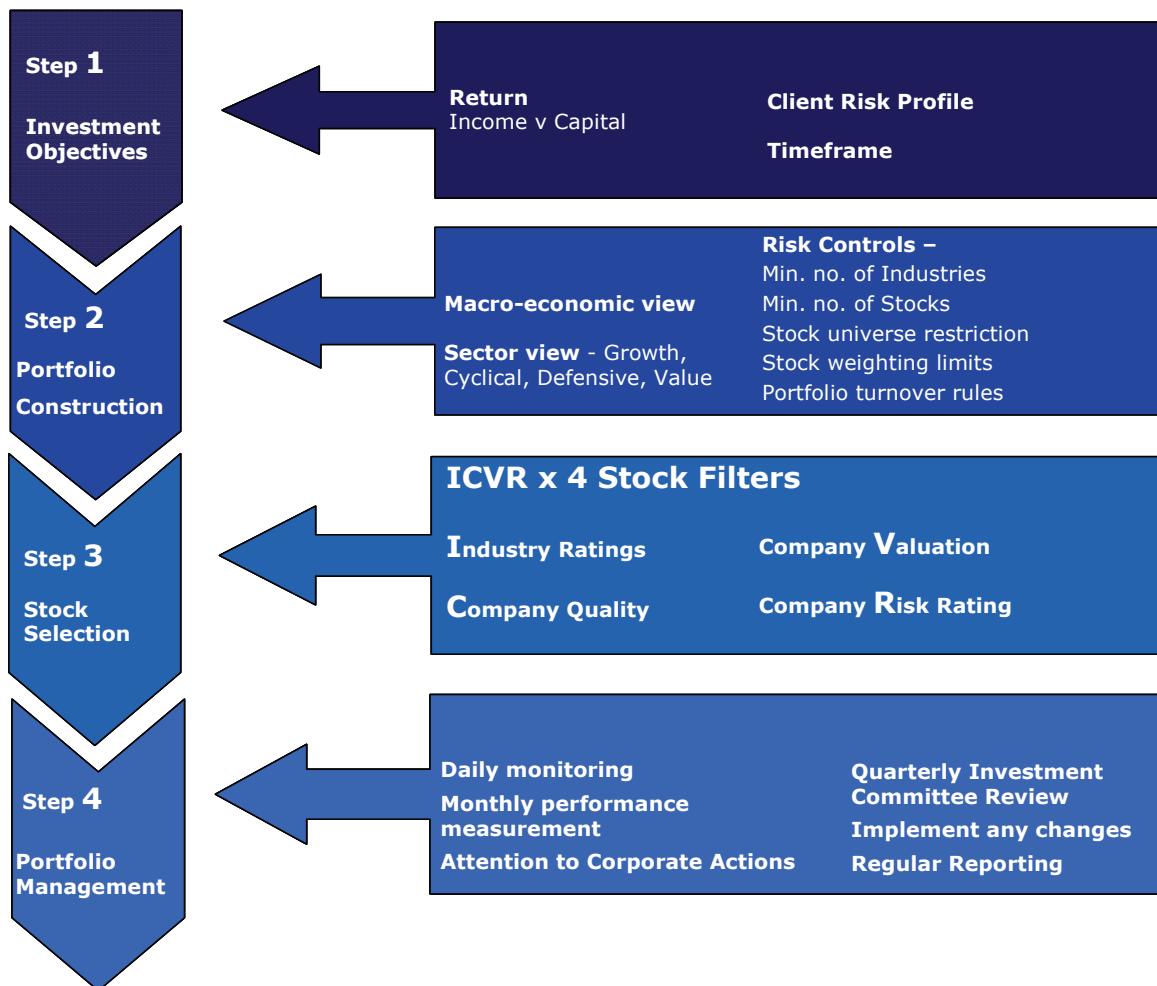 Step 1
Investment
Objectives
Return
Income v Capital
Client Risk Profile
Timeframe
Step 2
Portfolio
Construction
Macro-economic view
Sector view - Growth,
Cyclical, Defensive, Value
Risk Controls –
Min. no. of Industries
Min. no. of Stocks
Stock universe restriction
Stock weighting limits
Portfolio turnover rules
Step 3
Stock
Selection
ICVR x 4 Stock Filters
Industry Ratings
Company Quality
Company Valuation
Company Risk Rating
Step 4
Portfolio
Management
Daily monitoring
Monthly performance
measurement
Attention to Corporate Actions
Quarterly Investment
Committee Review
Implement any changes
Regular Reporting